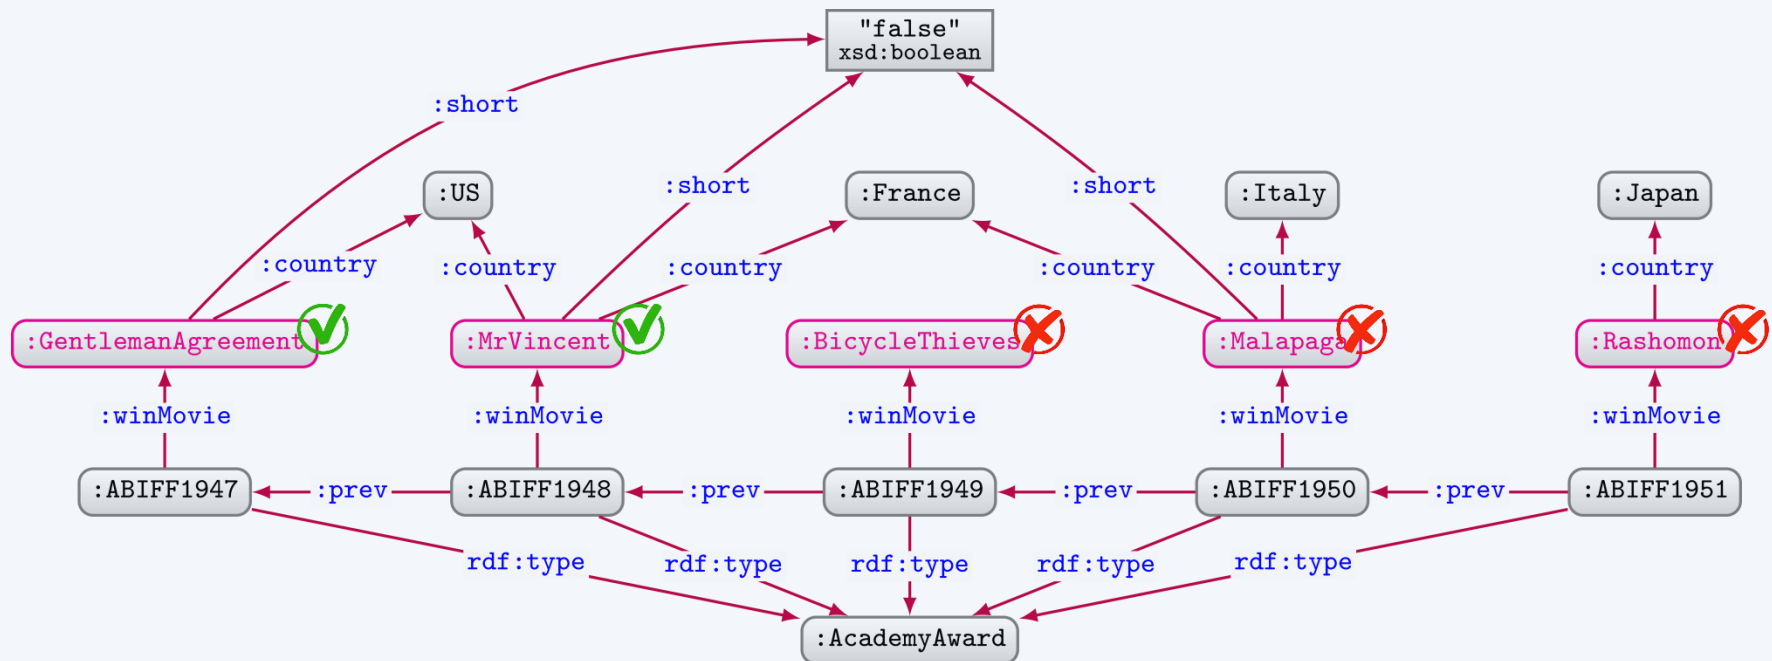 "false"
xsd:boolean
:short
:US
:short
:France
:short
:Italy
:Japan
:country
:country
:country
:country
:country
:country
:GentlemanAgreement
:MrVincent
:BicycleThieves
:Malapaga
:Rashomon
:winMovie
:winMovie
:winMovie
:winMovie
:winMovie
:ABIFF1947
:prev
:ABIFF1948
:prev
:ABIFF1949
:prev
:ABIFF1950
:prev
:ABIFF1951
rdf:type
rdf:type
rdf:type
rdf:type
rdf:type
:AcademyAward